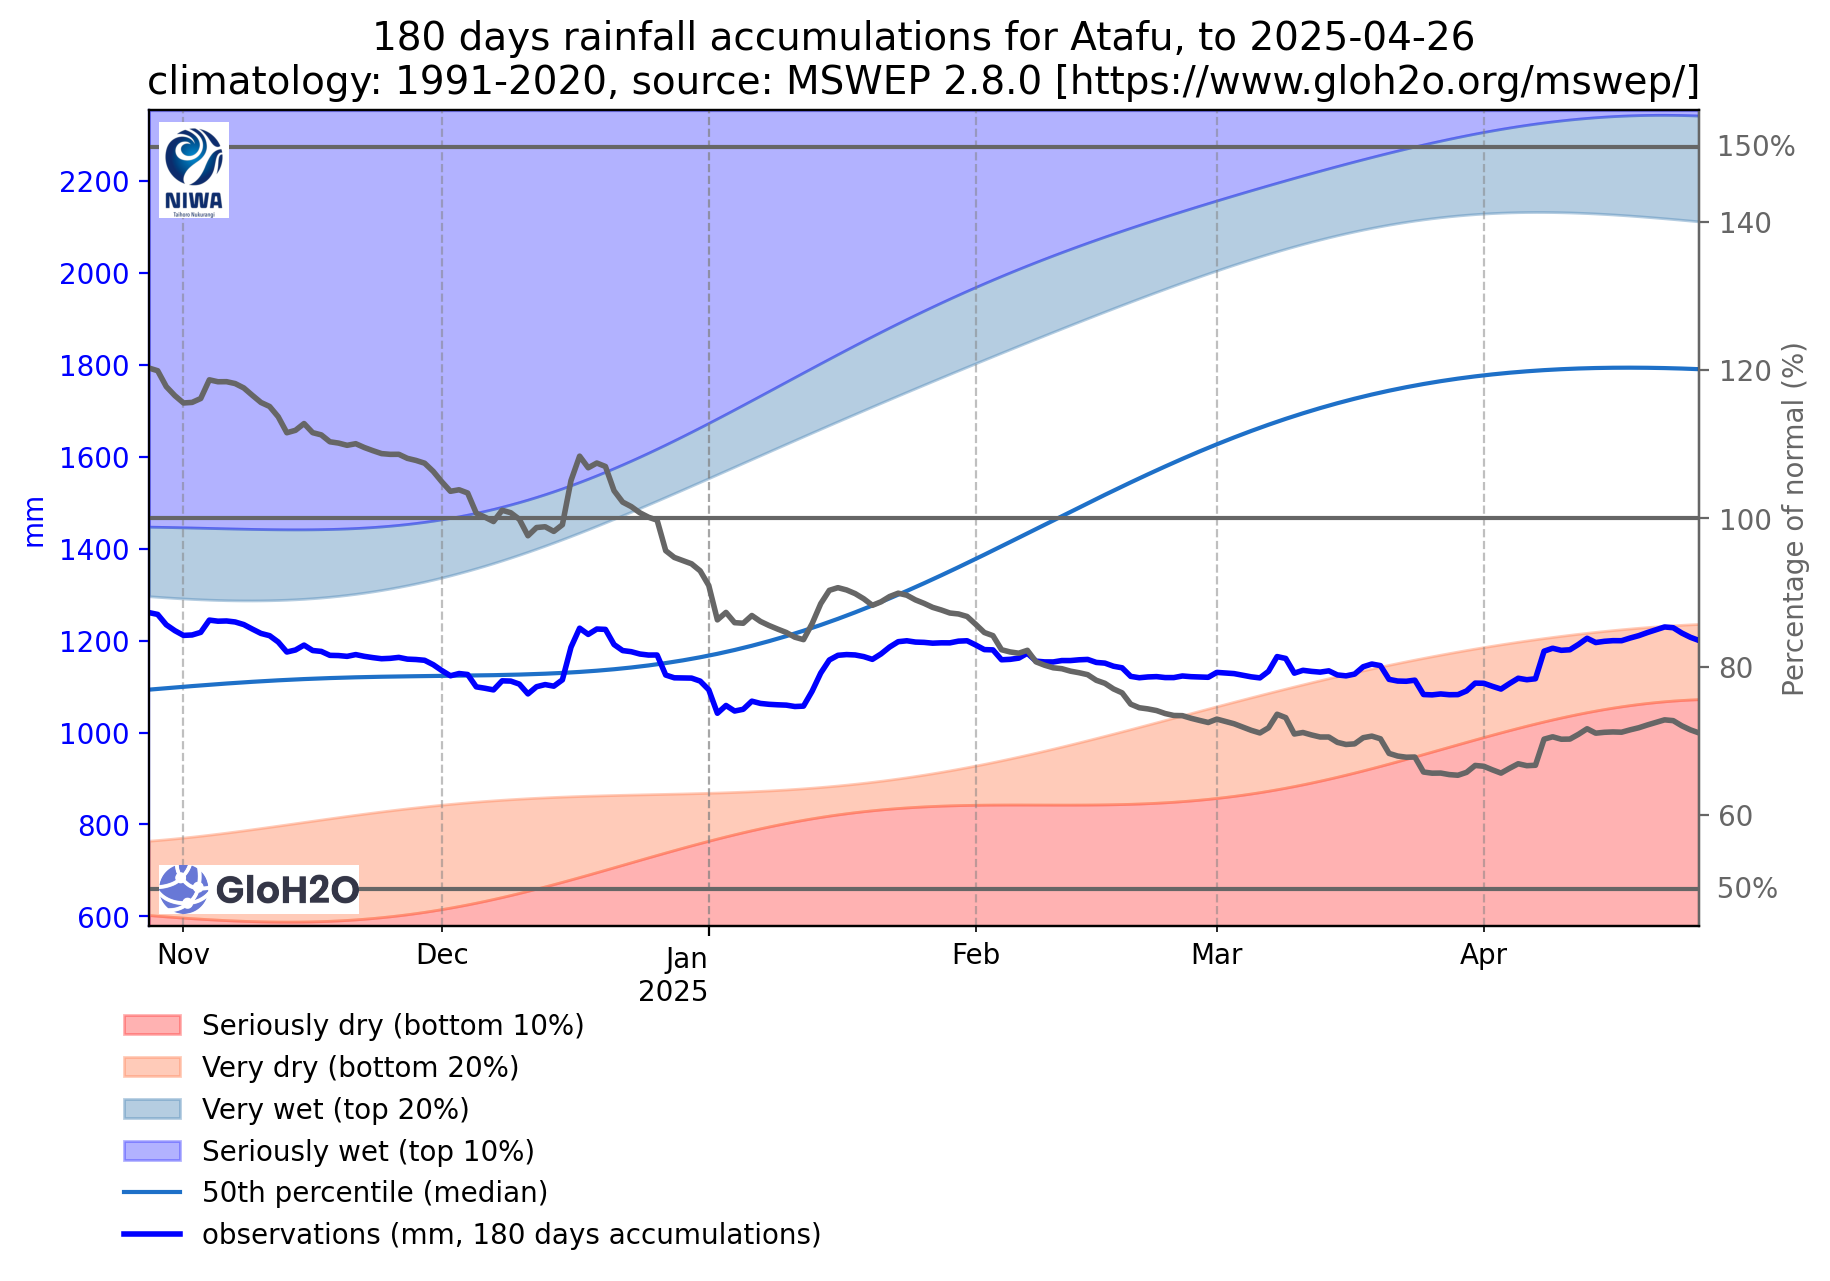 180 days rainfall accumulations for Atafu, to 2025-04-26
climatology: 1991-2020, source: MSWEP 2.8.0 [https://www.gloh2o.org/mswep/]
NIWA
Taihoro Nukurangi
2200
2000
1800
1600
1400
1200
1000
800
600
mm
150%
140
120
100
80
60
50%
Percentage of normal (%)
GloH2O
Nov
Dec
Jan
2025
Feb
Mar
Apr
Seriously dry (bottom 10%)
Very dry (bottom 20%)
Very wet (top 20%)
Seriously wet (top 10%)
50th percentile (median)
observations (mm, 180 days accumulations)